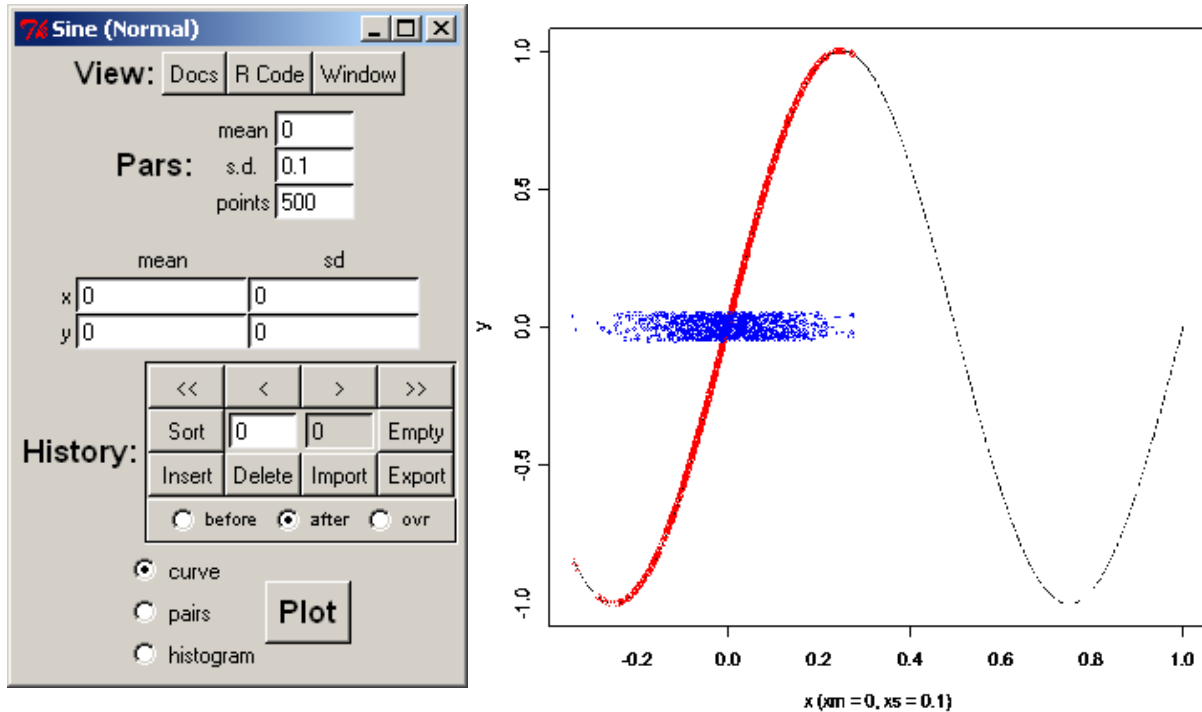 Sine (Normal)
View: Docs R Code Window
Pars:
mean 0
s.d. 0.1
points 500
mean sd
x 0 0
y 0 0
History:
<< < > >>
Sort 0 0 Empty
Insert Delete Import Export
before after ovr
curve
pairs
histogram
Plot
1.0
0.5
0.0
-0.5
-1.0
y
-0.2 0.0 0.2 0.4 0.6 0.8 1.0
x (xm = 0, xs = 0.1)